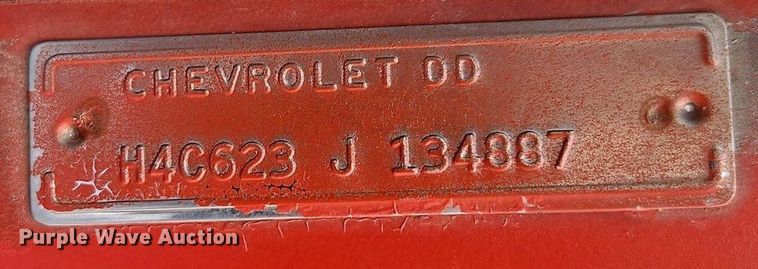 CHEVROLET DD
H4C623 J 134887
Purple Wave Auction